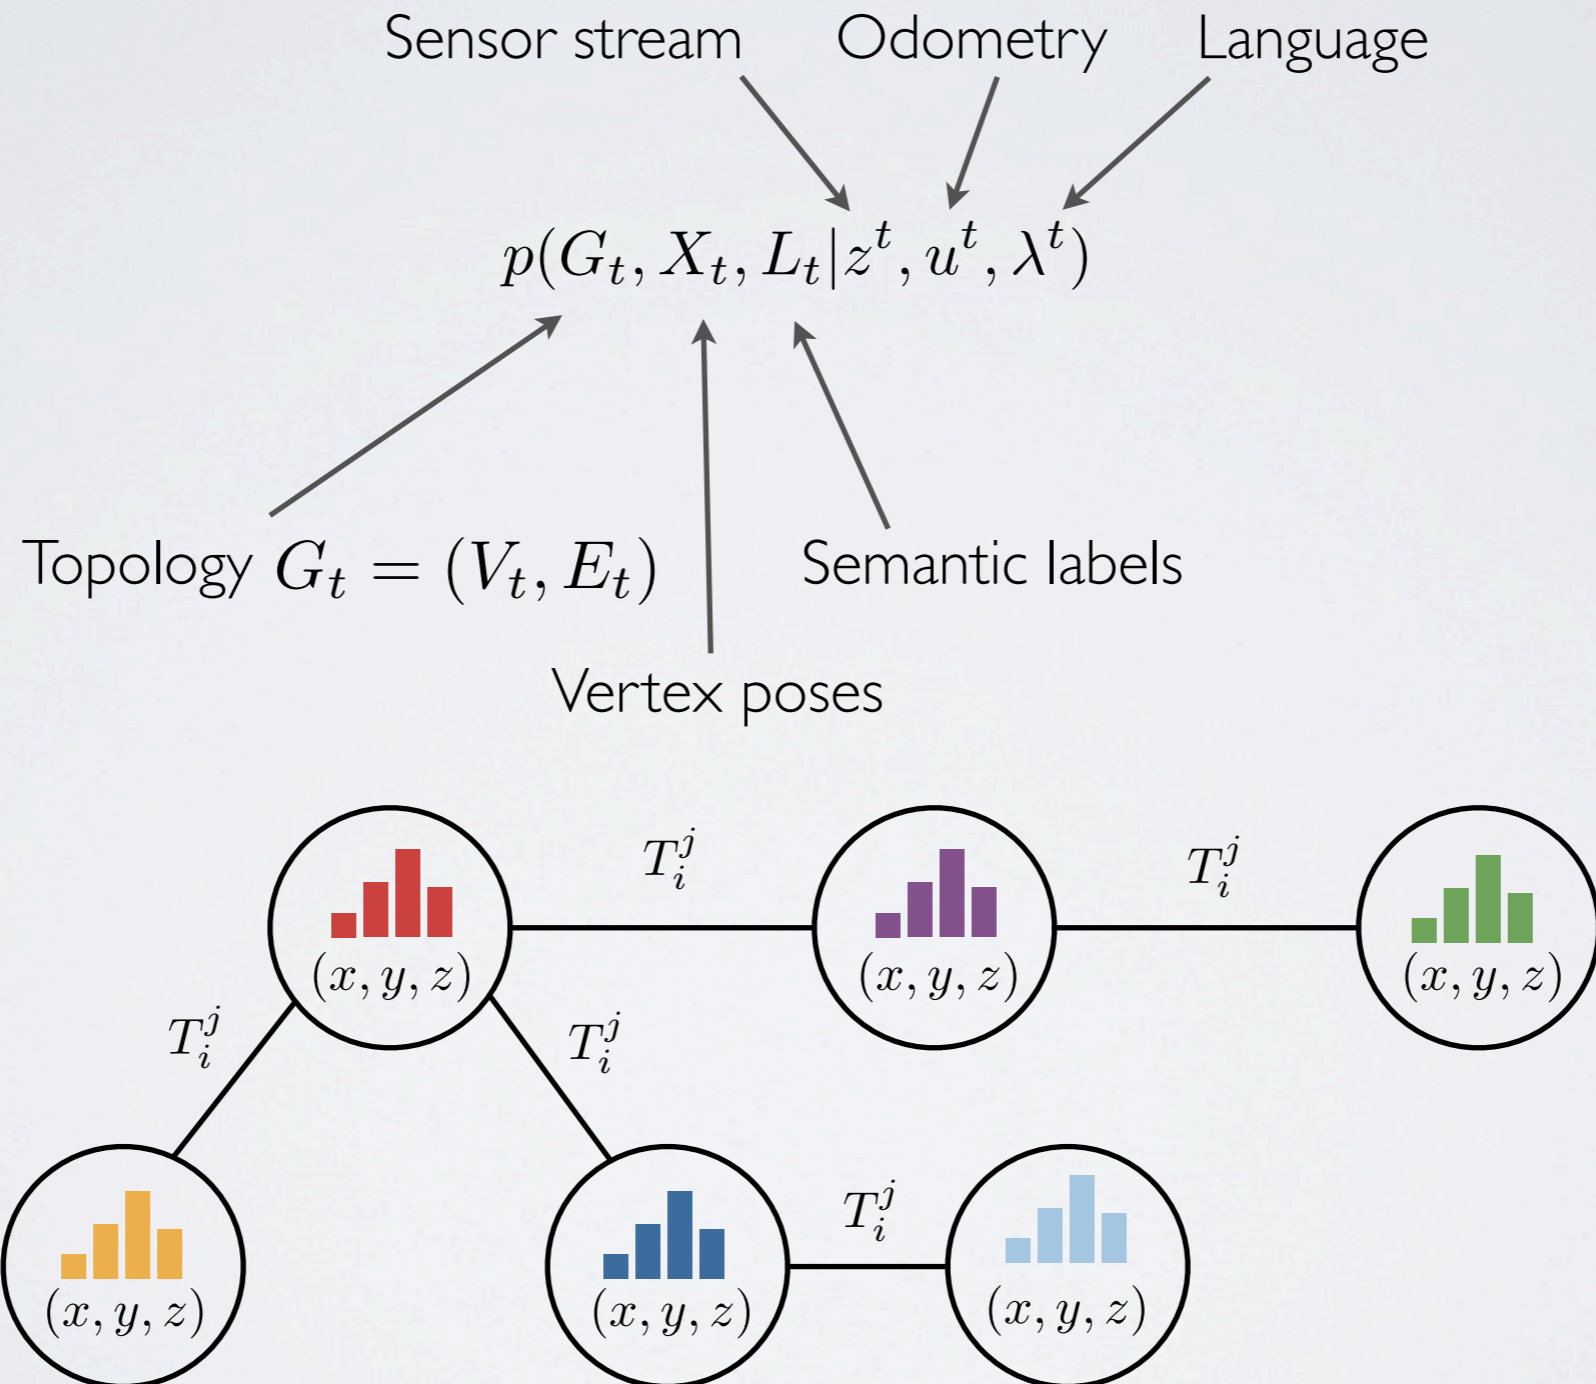 Sensor stream Odometry Language
$p(G_t, X_t, L_t | z^t, u^t, \lambda^t)$
Topology $G_t = (V_t, E_t)$ Semantic labels
Vertex poses
$T_i^j$ $T_i^j$
$(x, y, z)$ $(x, y, z)$ $(x, y, z)$
$T_i^j$ $T_i^j$
$T_i^j$
$(x, y, z)$ $(x, y, z)$ $(x, y, z)$